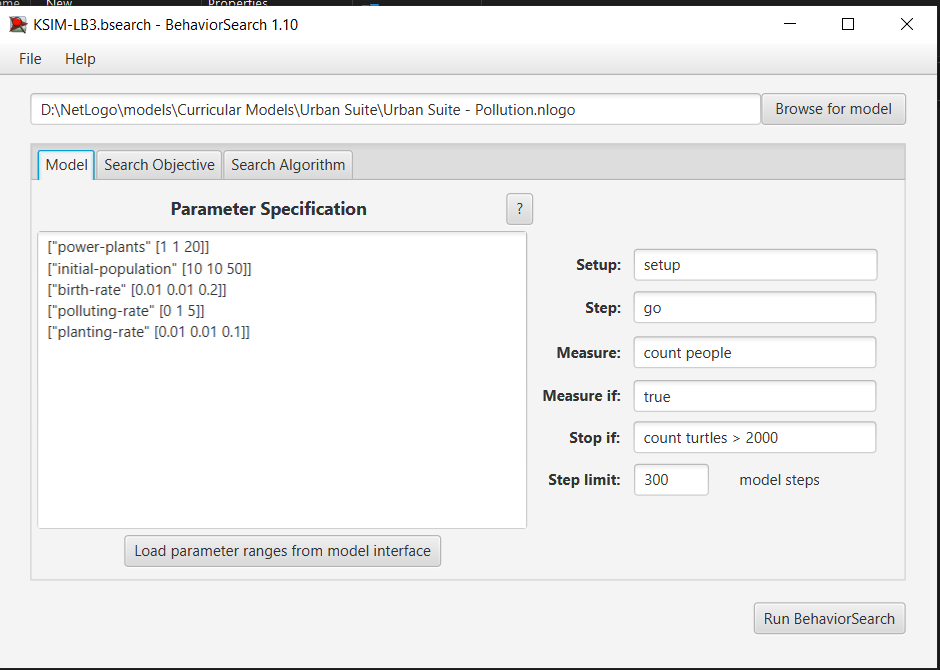 New
Properties
KSIM-LB3.bsearch - BehaviorSearch 1.10
File Help
D:\NetLogo\models\Curricular Models\Urban Suite\Urban Suite - Pollution.nlogo Browse for model
Model Search Objective Search Algorithm
Parameter Specification ?
["power-plants" [1 1 20]]
["initial-population" [10 10 50]]
["birth-rate" [0.01 0.01 0.2]]
["polluting-rate" [0 1 5]]
["planting-rate" [0.01 0.01 0.1]]
Setup: setup
Step: go
Measure: count people
Measure if: true
Stop if: count turtles > 2000
Step limit: 300 model steps
Load parameter ranges from model interface
Run BehaviorSearch